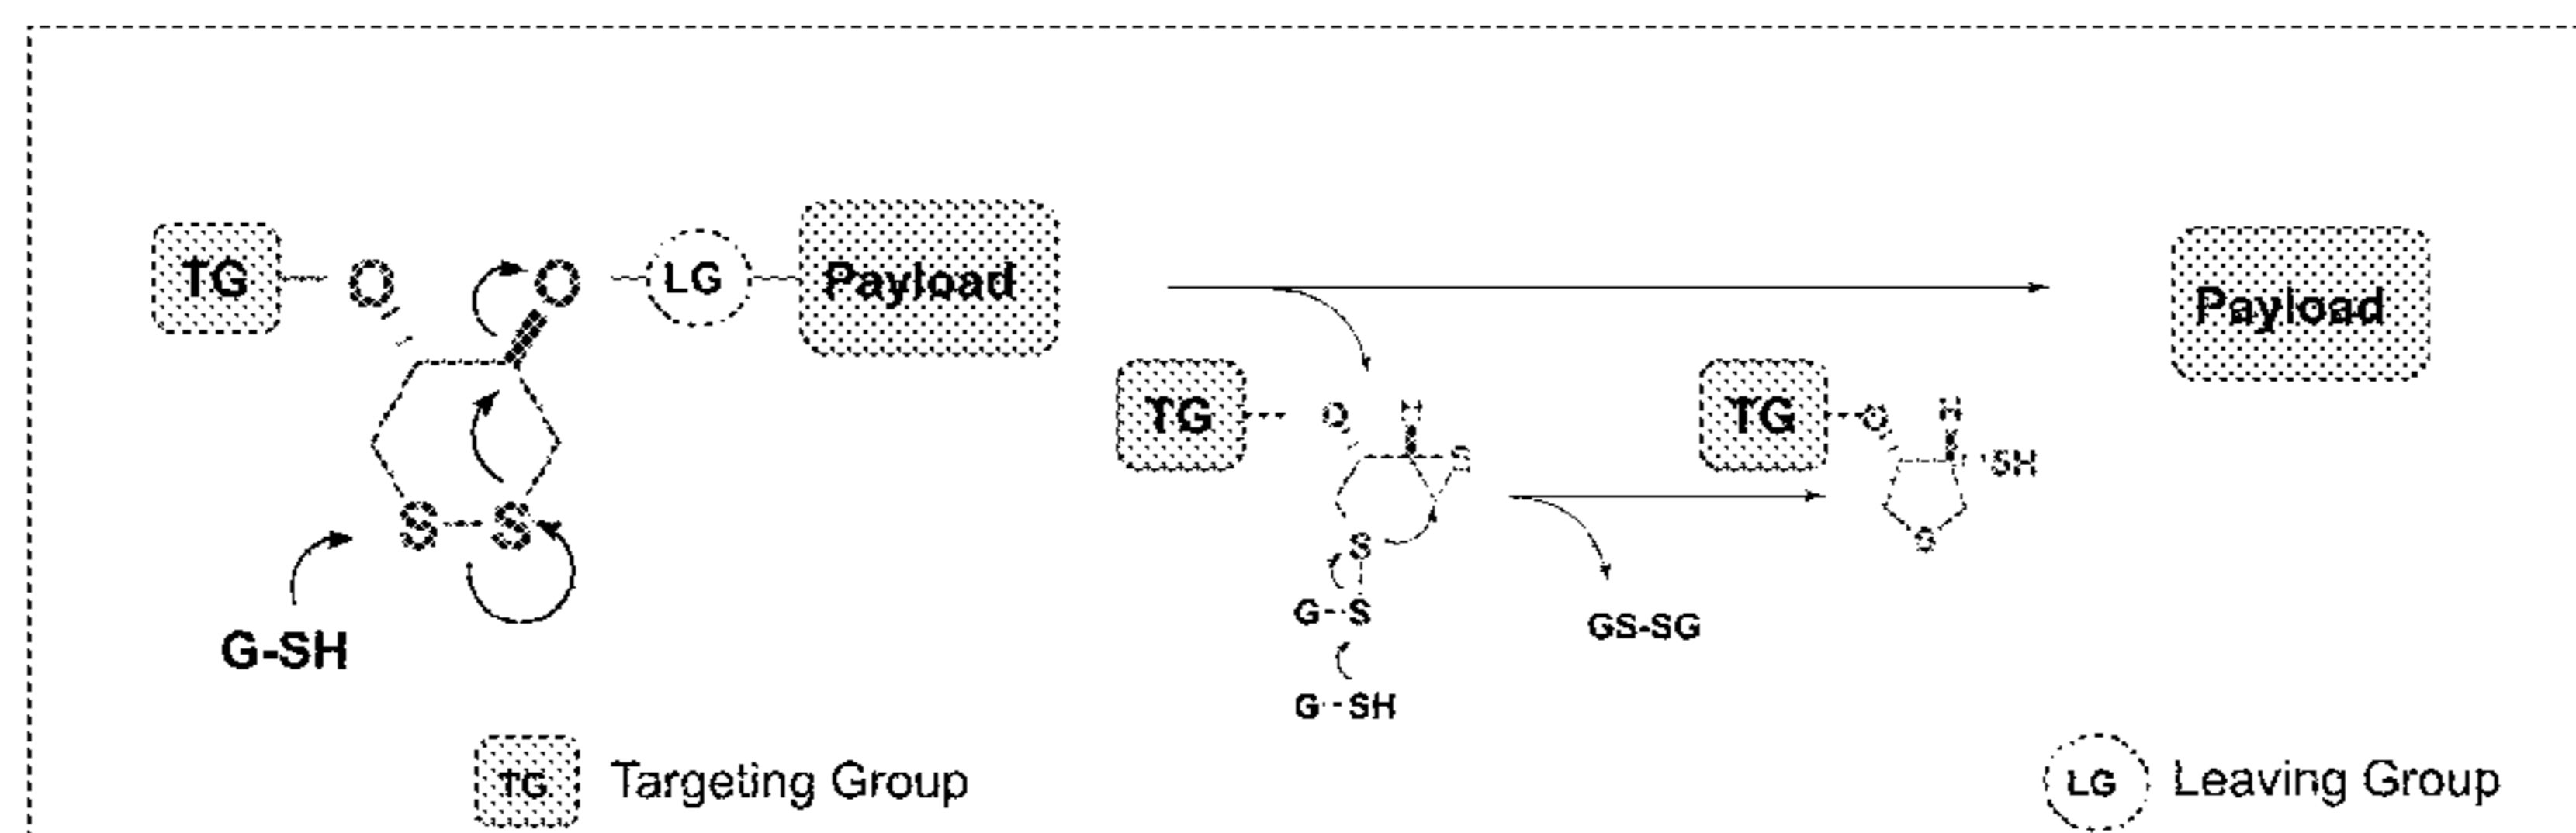 TG O O LG Payload
S S
G-SH
Payload
TG O H S
S
G-S
G-SH
GS-SG
TG O H SH
S
TG Targeting Group
LG Leaving Group